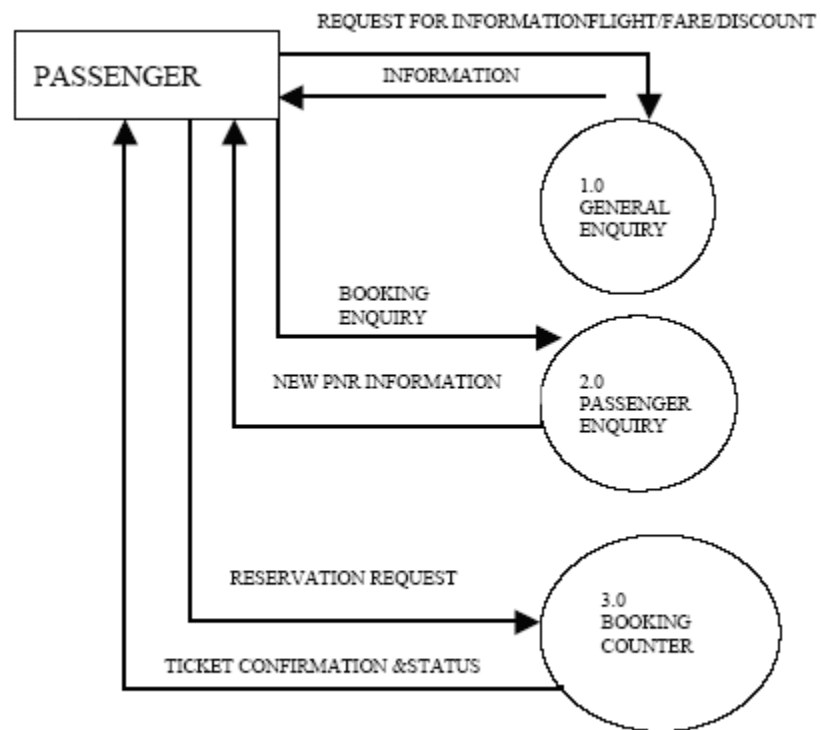 REQUEST FOR INFORMATIONFLIGHT/FARE/DISCOUNT
PASSENGER
INFORMATION
1.0
GENERAL
ENQUIRY
BOOKING
ENQUIRY
NEW PNR INFORMATION
2.0
PASSENGER
ENQUIRY
RESERVATION REQUEST
3.0
BOOKING
COUNTER
TICKET CONFIRMATION &STATUS